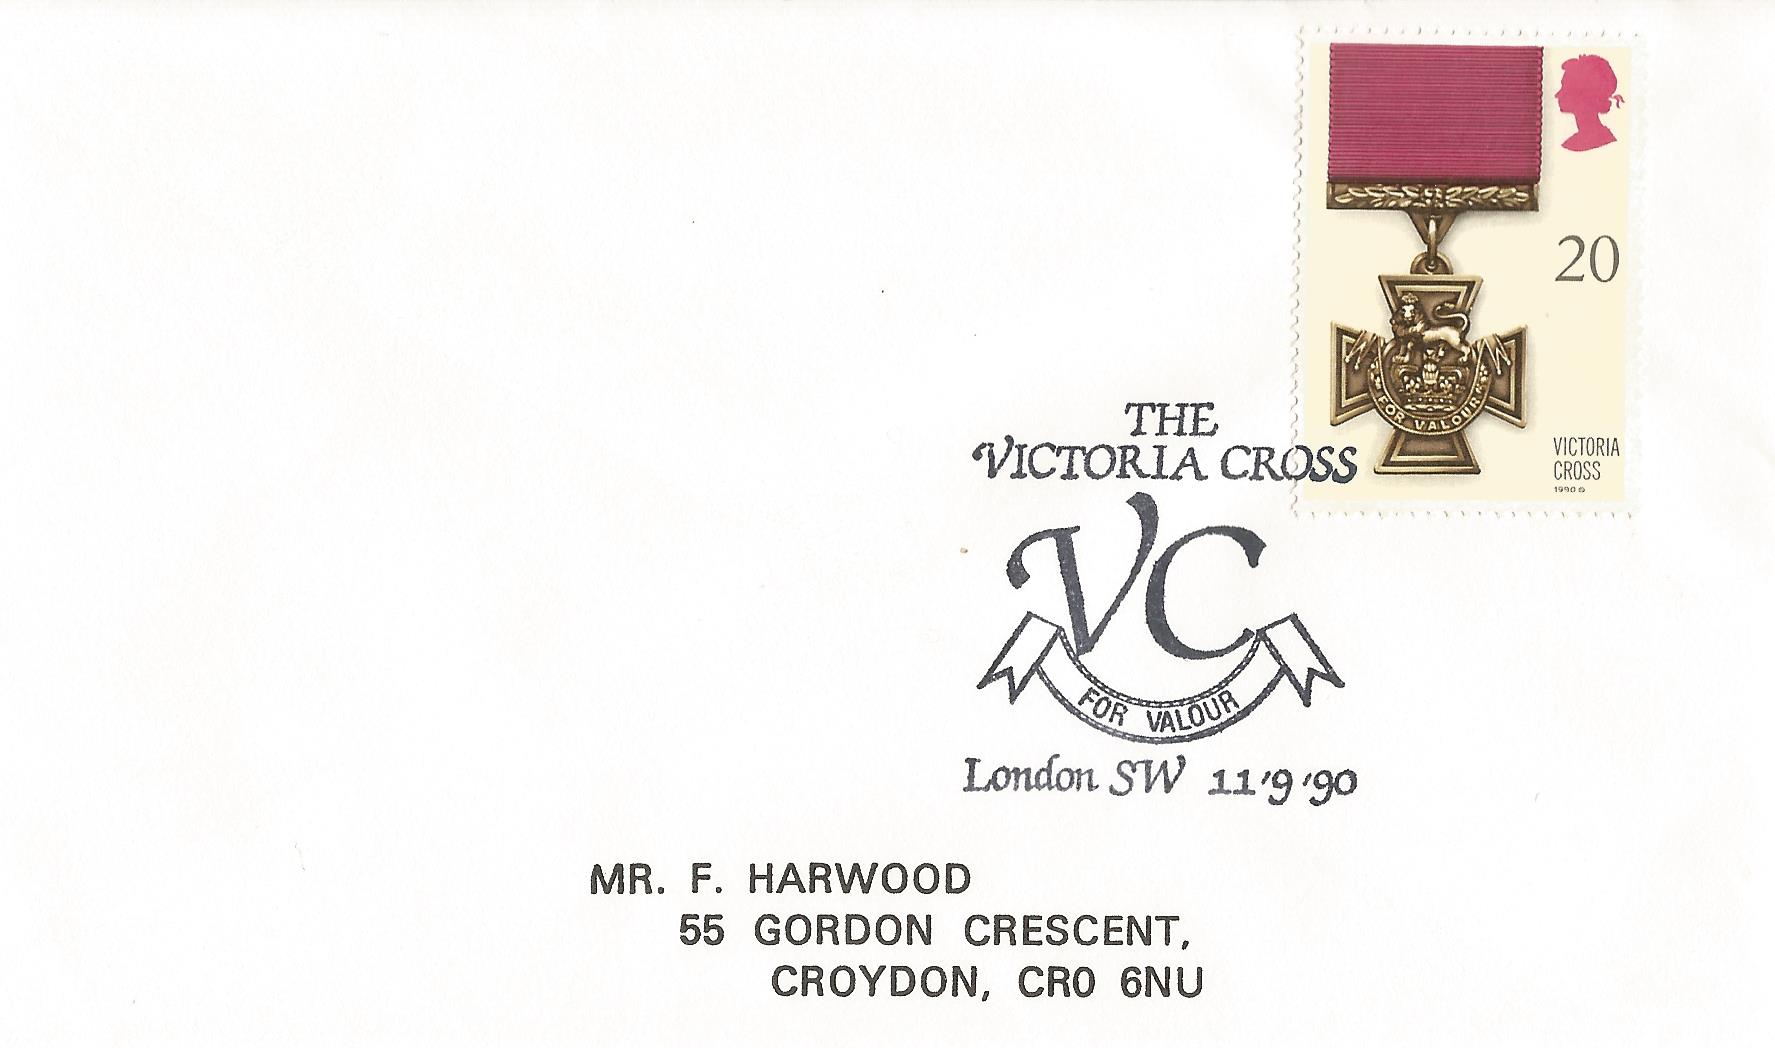 20
FOR VALOUR
VICTORIA
CROSS
1990
THE
VICTORIA CROSS
VC
FOR VALOUR
London SW 11'9'90
MR. F. HARWOOD
55 GORDON CRESCENT,
CROYDON, CR0 6NU